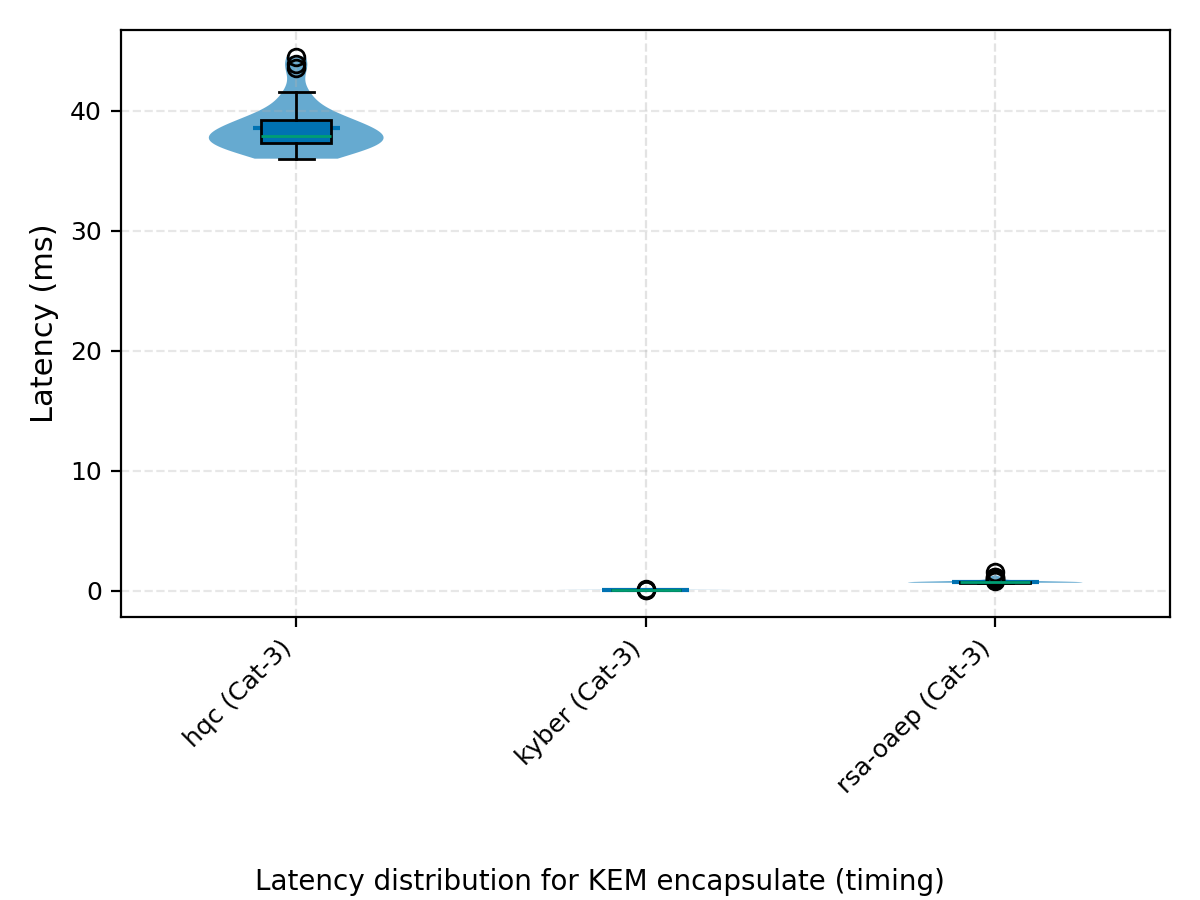 Latency (ms)
40
30
20
10
0
hqc (Cat-3)
kyber (Cat-3)
rsa-oaep (Cat-3)
Latency distribution for KEM encapsulate (timing)